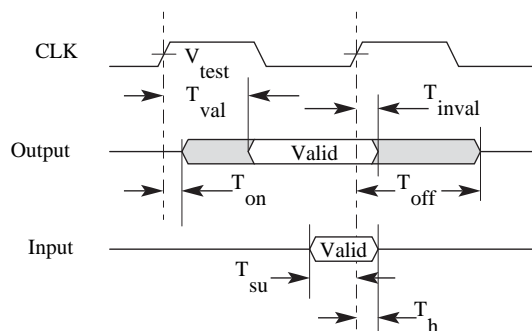 CLK
V_test
T_val
T_inval
Output
Valid
T_on
T_off
Input
Valid
T_su
T_h